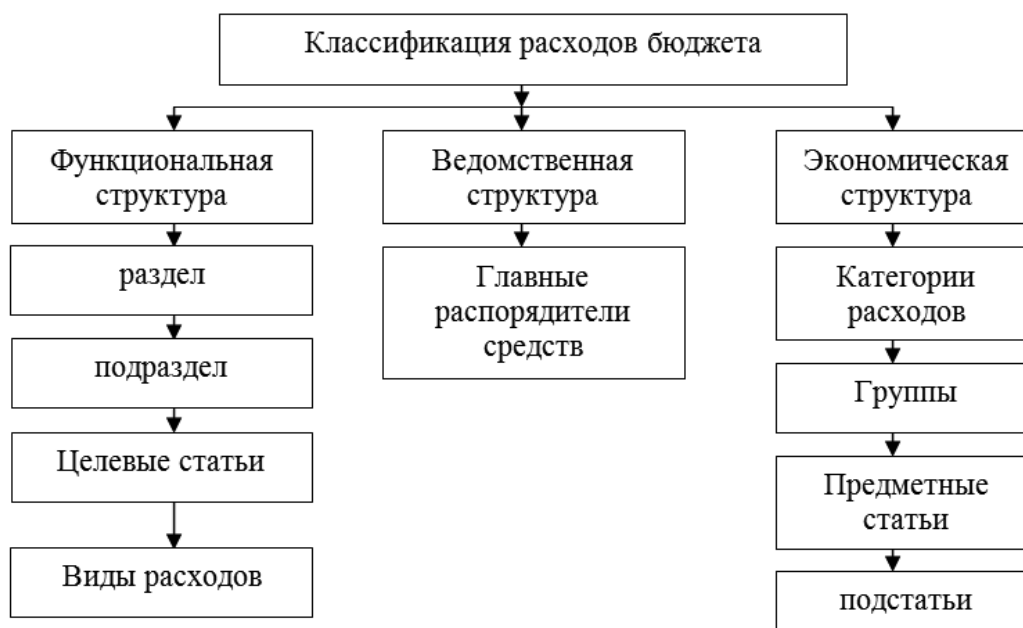 Классификация расходов бюджета
Функциональная
структура
раздел
подраздел
Целевые статьи
Виды расходов
Ведомственная
структура
Главные
распорядители
средств
Экономическая
структура
Категории
расходов
Группы
Предметные
статьи
подстатьи